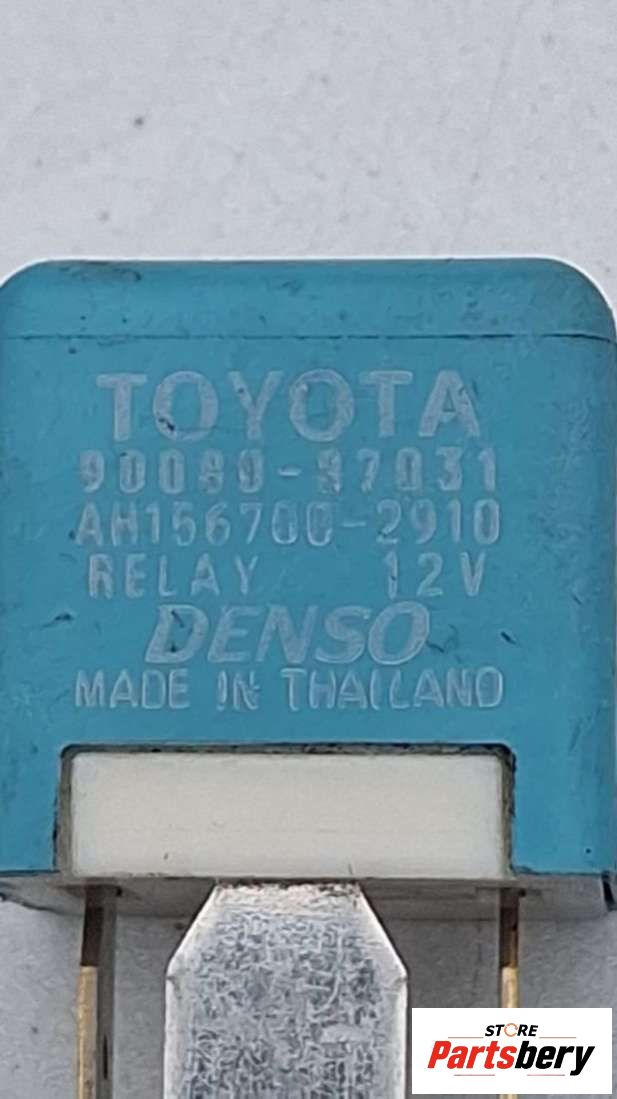 TOYOTA
90080-87031
AH156700-2910
RELAY 12V
DENSO
MADE IN THAILAND
STORE
Partsbery